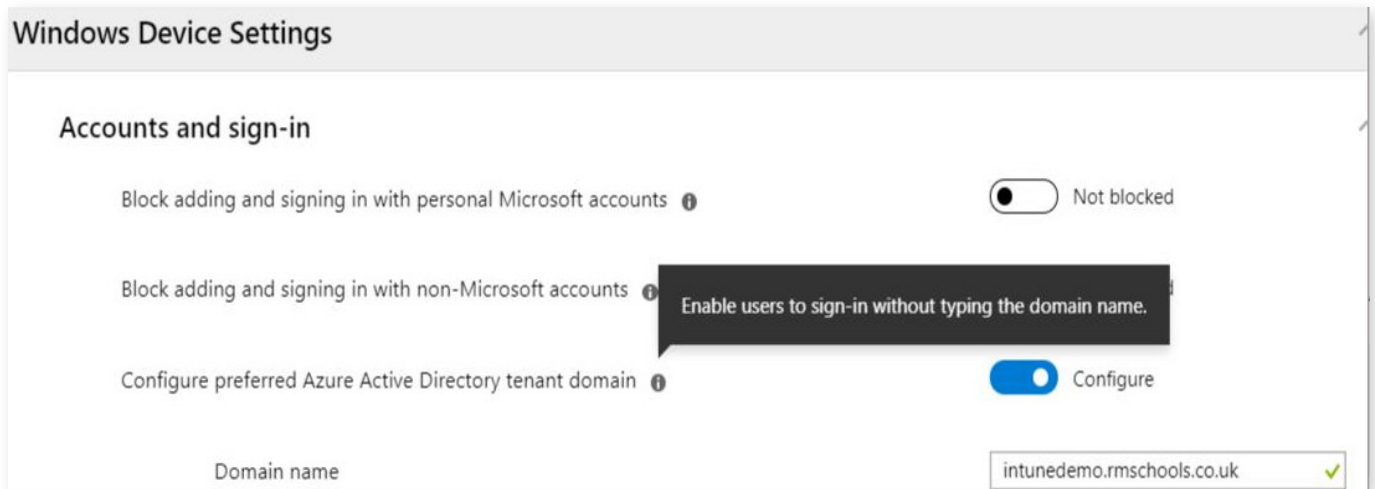 Windows Device Settings
Accounts and sign-in
Block adding and signing in with personal Microsoft accounts
Not blocked
Block adding and signing in with non-Microsoft accounts
Enable users to sign-in without typing the domain name.
Configure preferred Azure Active Directory tenant domain
Configure
Domain name
intunedemo.rmschools.co.uk